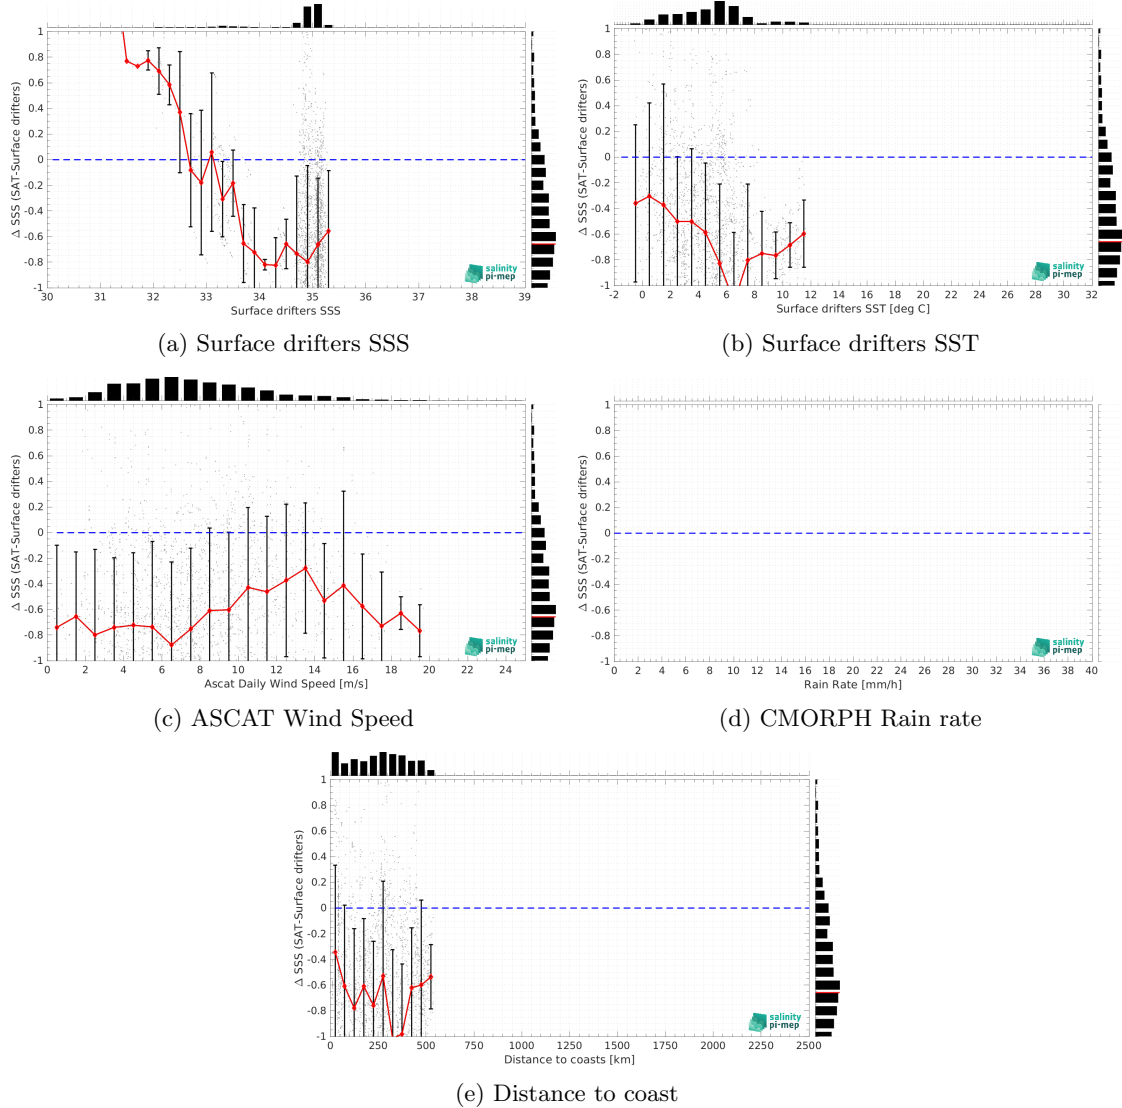 Δ SSS (SAT-Surface drifters)
1
0.8
0.6
0.4
0.2
0
-0.2
-0.4
-0.6
-0.8
-1
30 31 32 33 34 35 36 37 38 39
Surface drifters SSS
salinity
pi-mep
(a) Surface drifters SSS
Δ SSS (SAT-Surface drifters)
1
0.8
0.6
0.4
0.2
0
-0.2
-0.4
-0.6
-0.8
-1
-2 0 2 4 6 8 10 12 14 16 18 20 22 24 26 28 30 32
Surface drifters SST [deg C]
salinity
pi-mep
(b) Surface drifters SST
Δ SSS (SAT-Surface drifters)
1
0.8
0.6
0.4
0.2
0
-0.2
-0.4
-0.6
-0.8
-1
0 2 4 6 8 10 12 14 16 18 20 22 24
Ascat Daily Wind Speed [m/s]
salinity
pi-mep
(c) ASCAT Wind Speed
Δ SSS (SAT-Surface drifters)
1
0.8
0.6
0.4
0.2
0
-0.2
-0.4
-0.6
-0.8
-1
0 2 4 6 8 10 12 14 16 18 20 22 24 26 28 30 32 34 36 38 40
Rain Rate [mm/h]
salinity
pi-mep
(d) CMORPH Rain rate
Δ SSS (SAT-Surface drifters)
1
0.8
0.6
0.4
0.2
0
-0.2
-0.4
-0.6
-0.8
-1
0 250 500 750 1000 1250 1500 1750 2000 2250 2500
Distance to coasts [km]
salinity
pi-mep
(e) Distance to coast